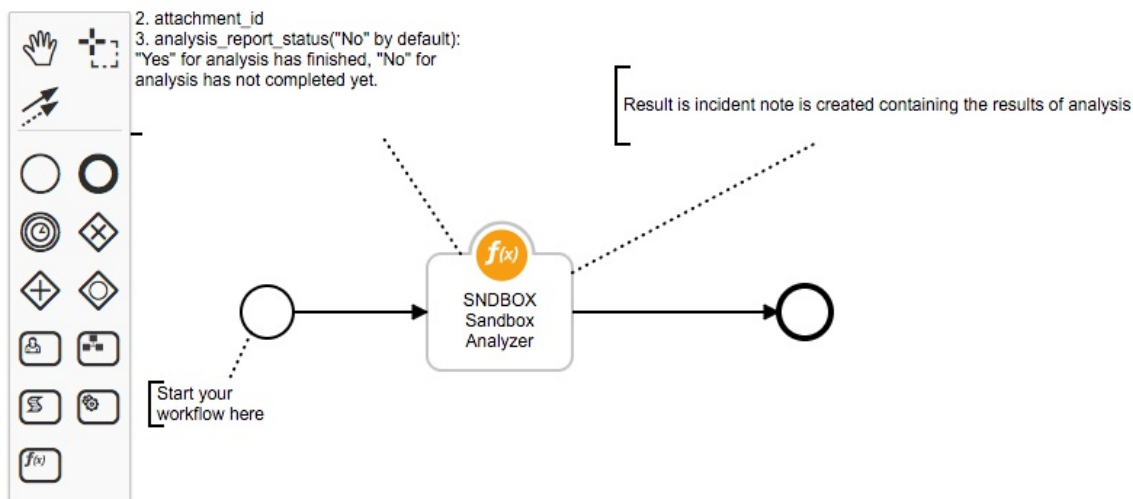 2. attachment_id
3. analysis_report_status("No" by default):
"Yes" for analysis has finished, "No" for
analysis has not completed yet.
Result is incident note is created containing the results of analysis
f(x)
SNDBOX
Sandbox
Analyzer
Start your
workflow here
f(x)